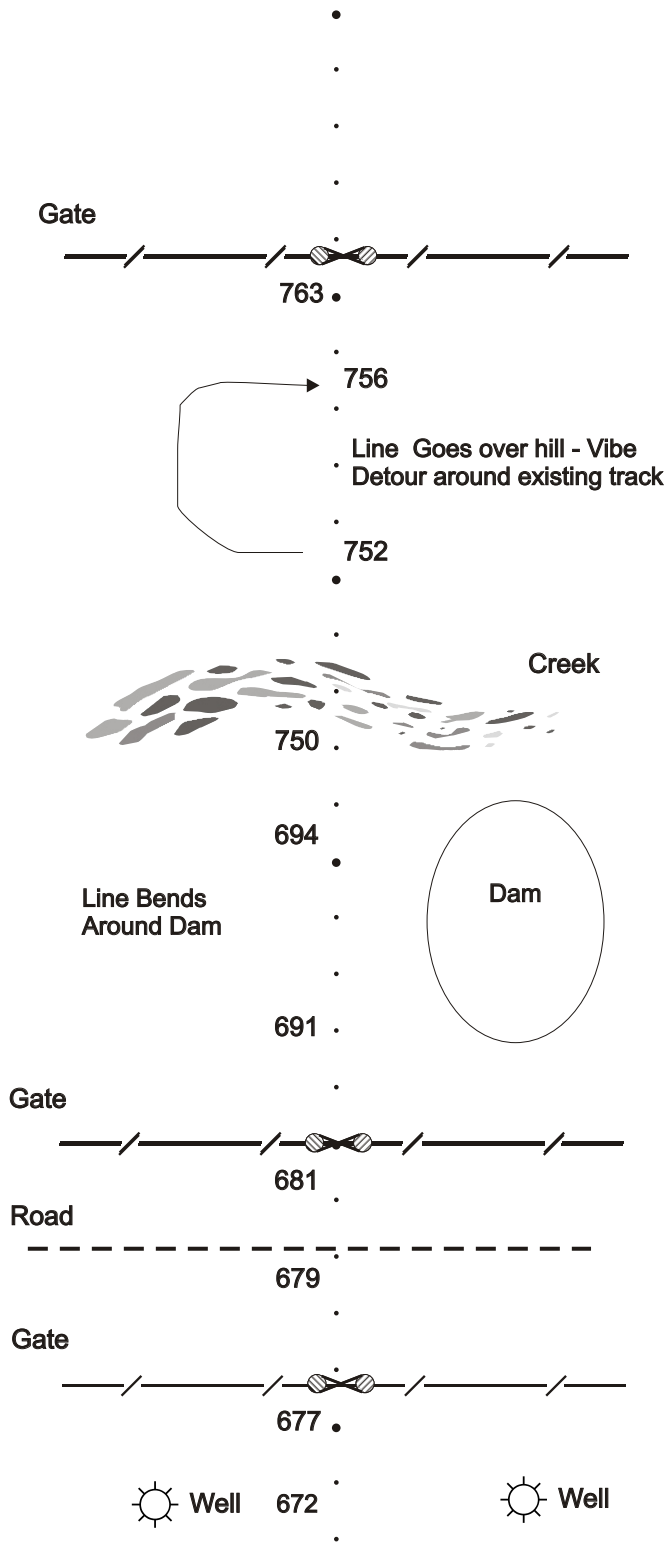 Gate
763
756
Line Goes over hill - Vibe
Detour around existing track
752
Creek
750
694
Dam
Line Bends
Around Dam
691
Gate
681
Road
679
Gate
677
Well 672 Well